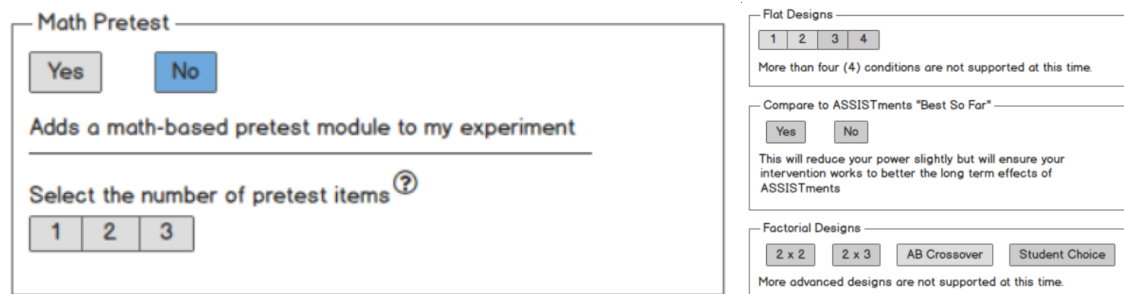 Math Pretest
Yes No
Adds a math-based pretest module to my experiment
Select the number of pretest items ?
1 2 3
Flat Designs
1 2 3 4
More than four (4) conditions are not supported at this time.
Compare to ASSISTments "Best So Far"
Yes No
This will reduce your power slightly but will ensure your
intervention works to better the long term effects of
ASSISTments
Factorial Designs
2 x 2 2 x 3 AB Crossover Student Choice
More advanced designs are not supported at this time.